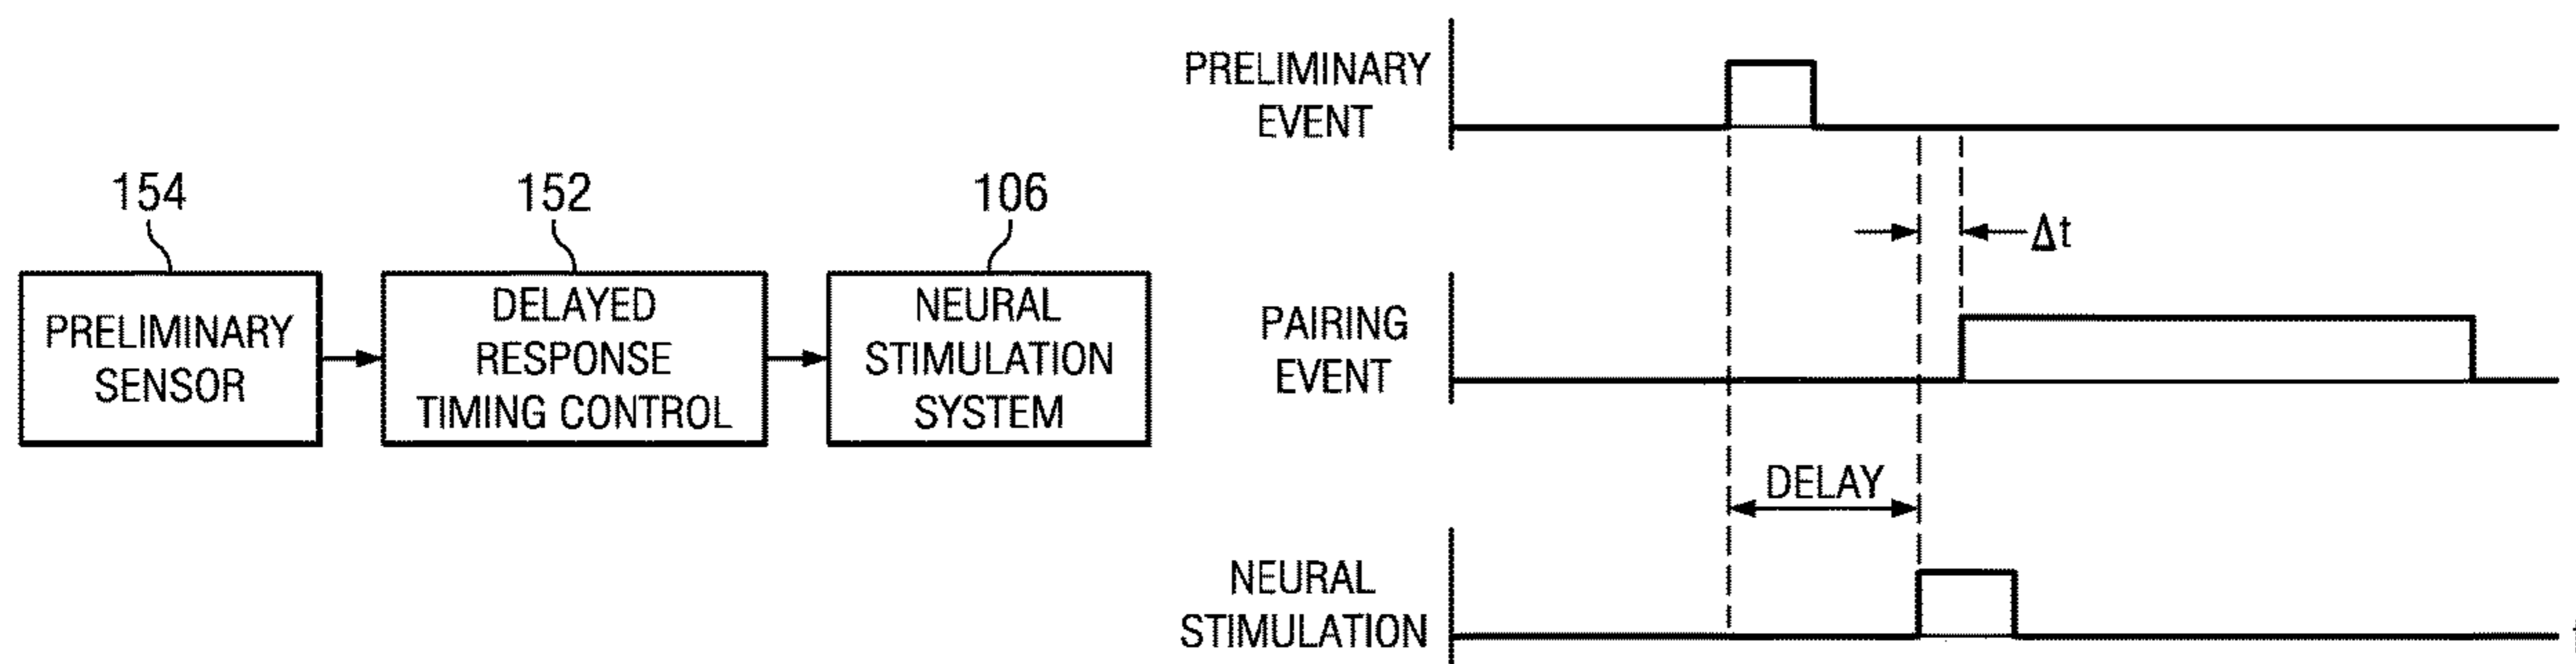 154
152
106
PRELIMINARY
SENSOR
DELAYED
RESPONSE
TIMING CONTROL
NEURAL
STIMULATION
SYSTEM
PRELIMINARY
EVENT
Δt
PAIRING
EVENT
DELAY
NEURAL
STIMULATION